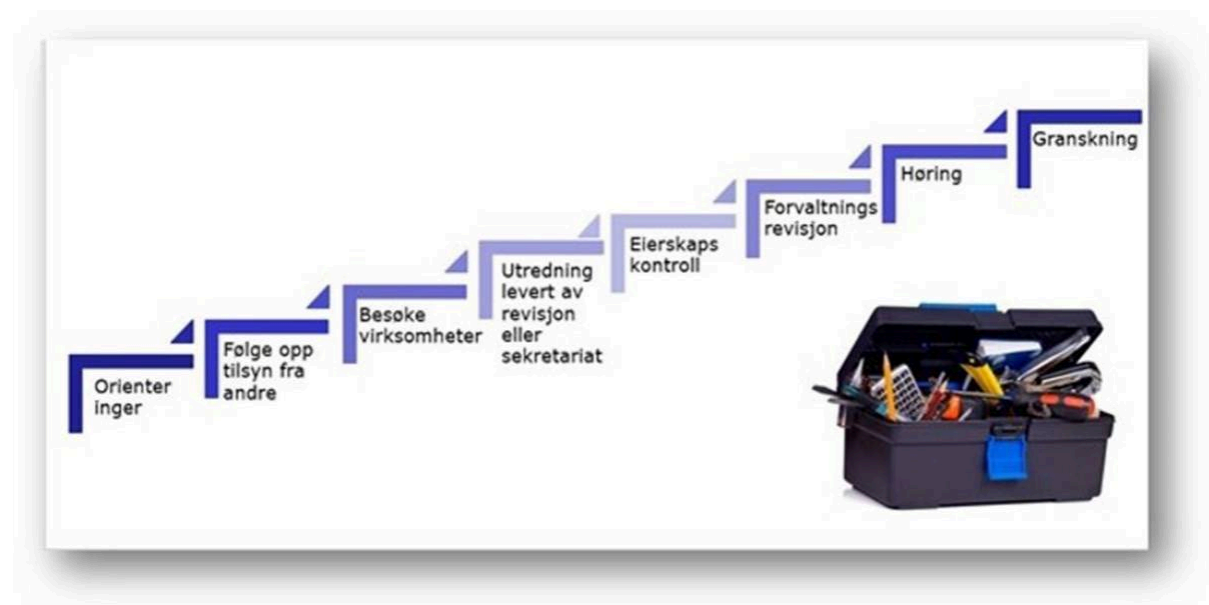 Orienter
inger
Følge opp
tilsyn fra
andre
Besøke
virksomheter
Utredning
levert av
revisjon
eller
sekretariat
Eierskaps
kontroll
Forvaltnings
revisjon
Høring
Granskning